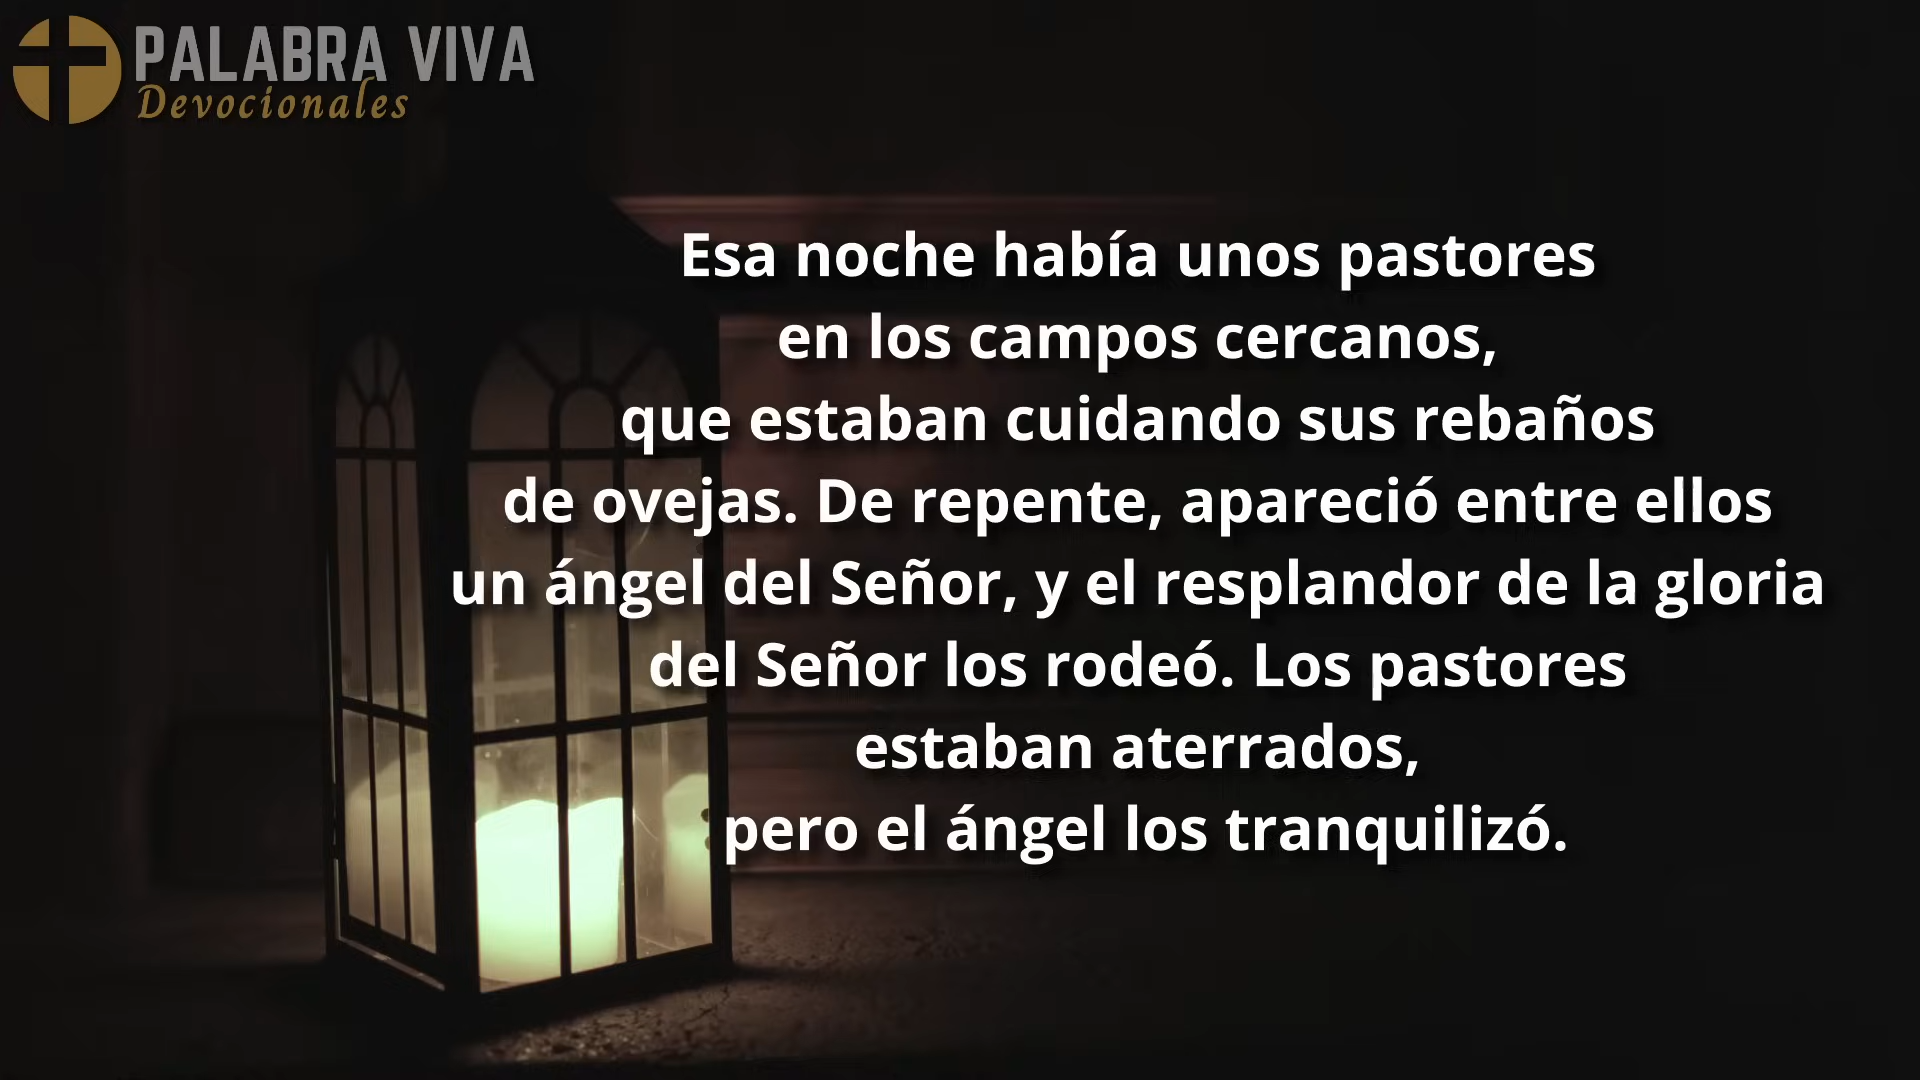 PALABRA VIVA
Devocionales
Esa noche había unos pastores
en los campos cercanos,
que estaban cuidando sus rebaños
de ovejas. De repente, apareció entre ellos
un ángel del Señor, y el resplandor de la gloria
del Señor los rodeó. Los pastores
estaban aterrados,
pero el ángel los tranquilizó.